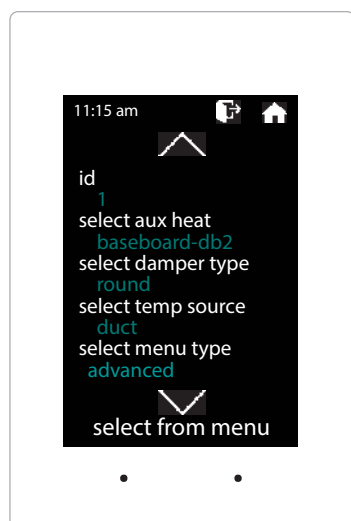 11:15 am
id
1
select aux heat
baseboard-db2
select damper type
round
select temp source
duct
select menu type
advanced
select from menu